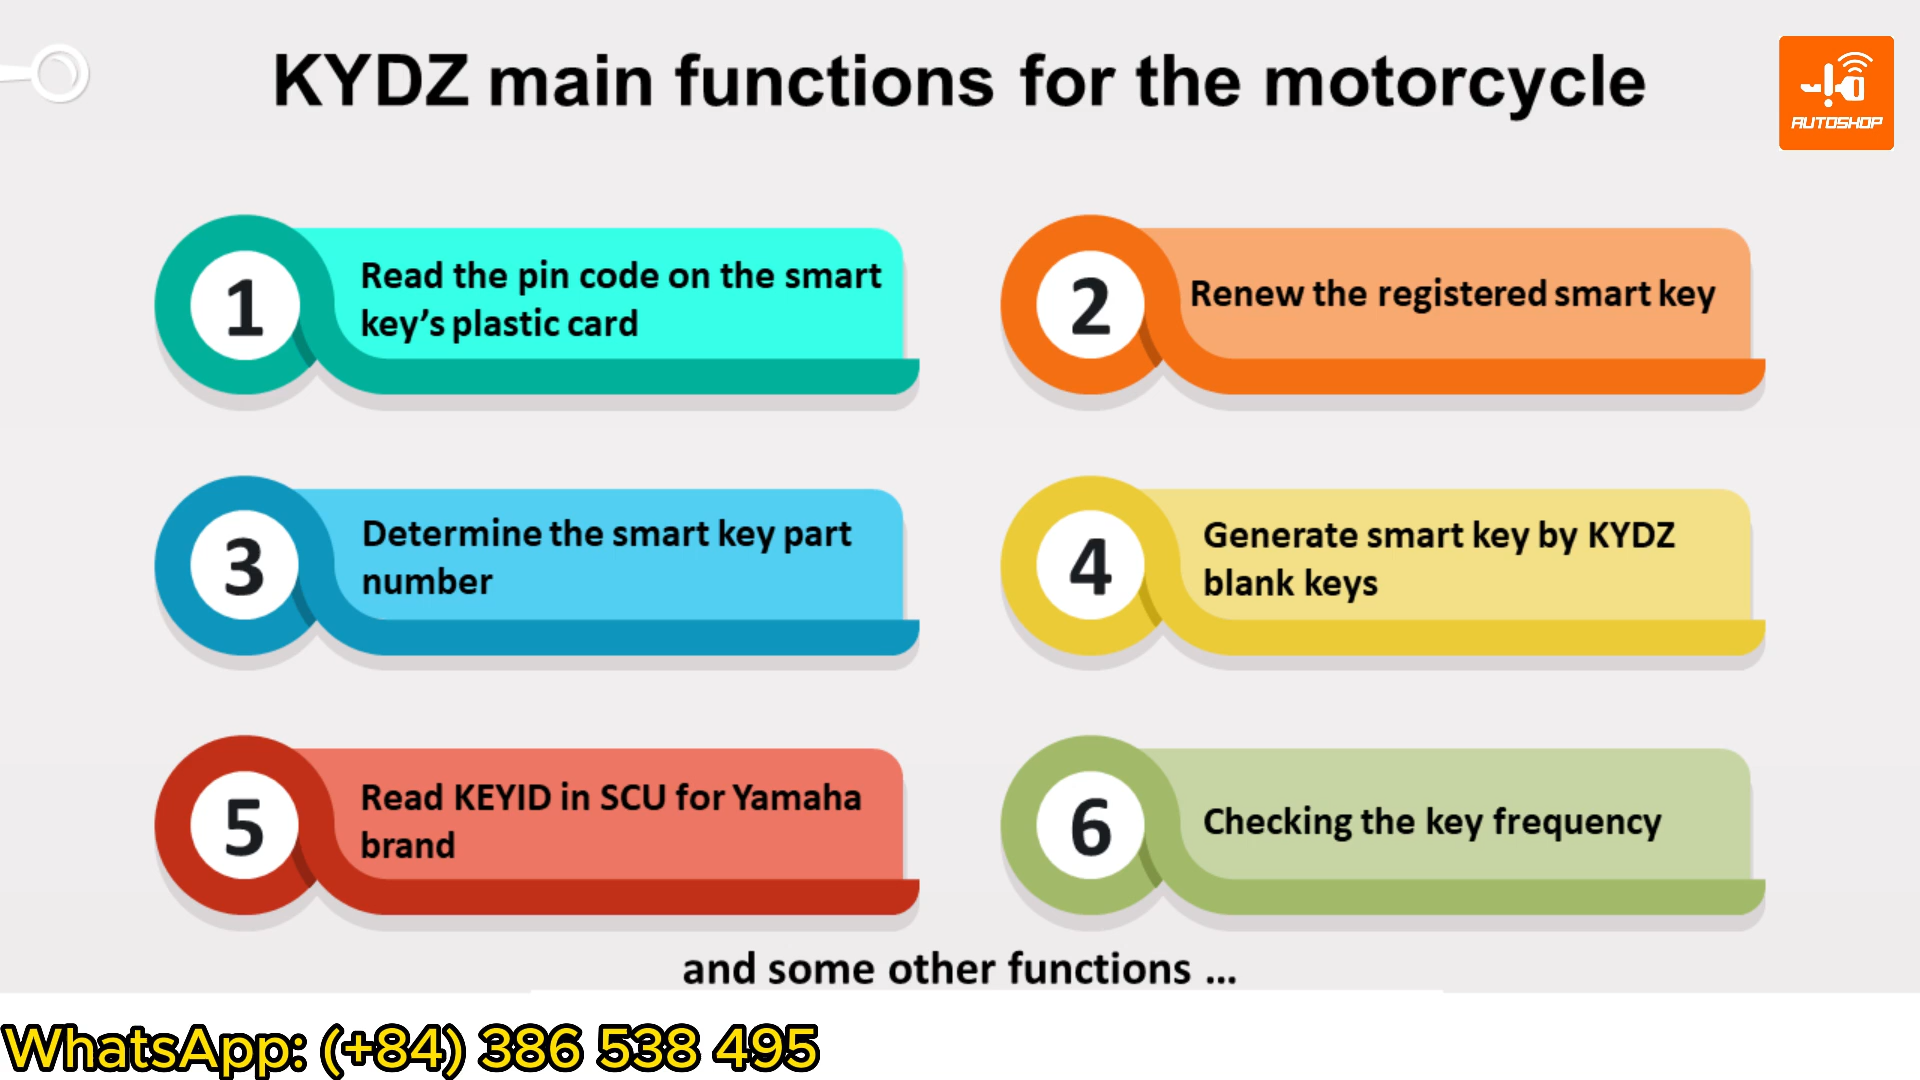 KYDZ main functions for the motorcycle
AUTOSHOP
1
Read the pin code on the smart
key’s plastic card
2
Renew the registered smart key
3
Determine the smart key part
number
4
Generate smart key by KYDZ
blank keys
5
Read KEYID in SCU for Yamaha
brand
6
Checking the key frequency
and some other functions ...
WhatsApp: (+84) 386 538 495